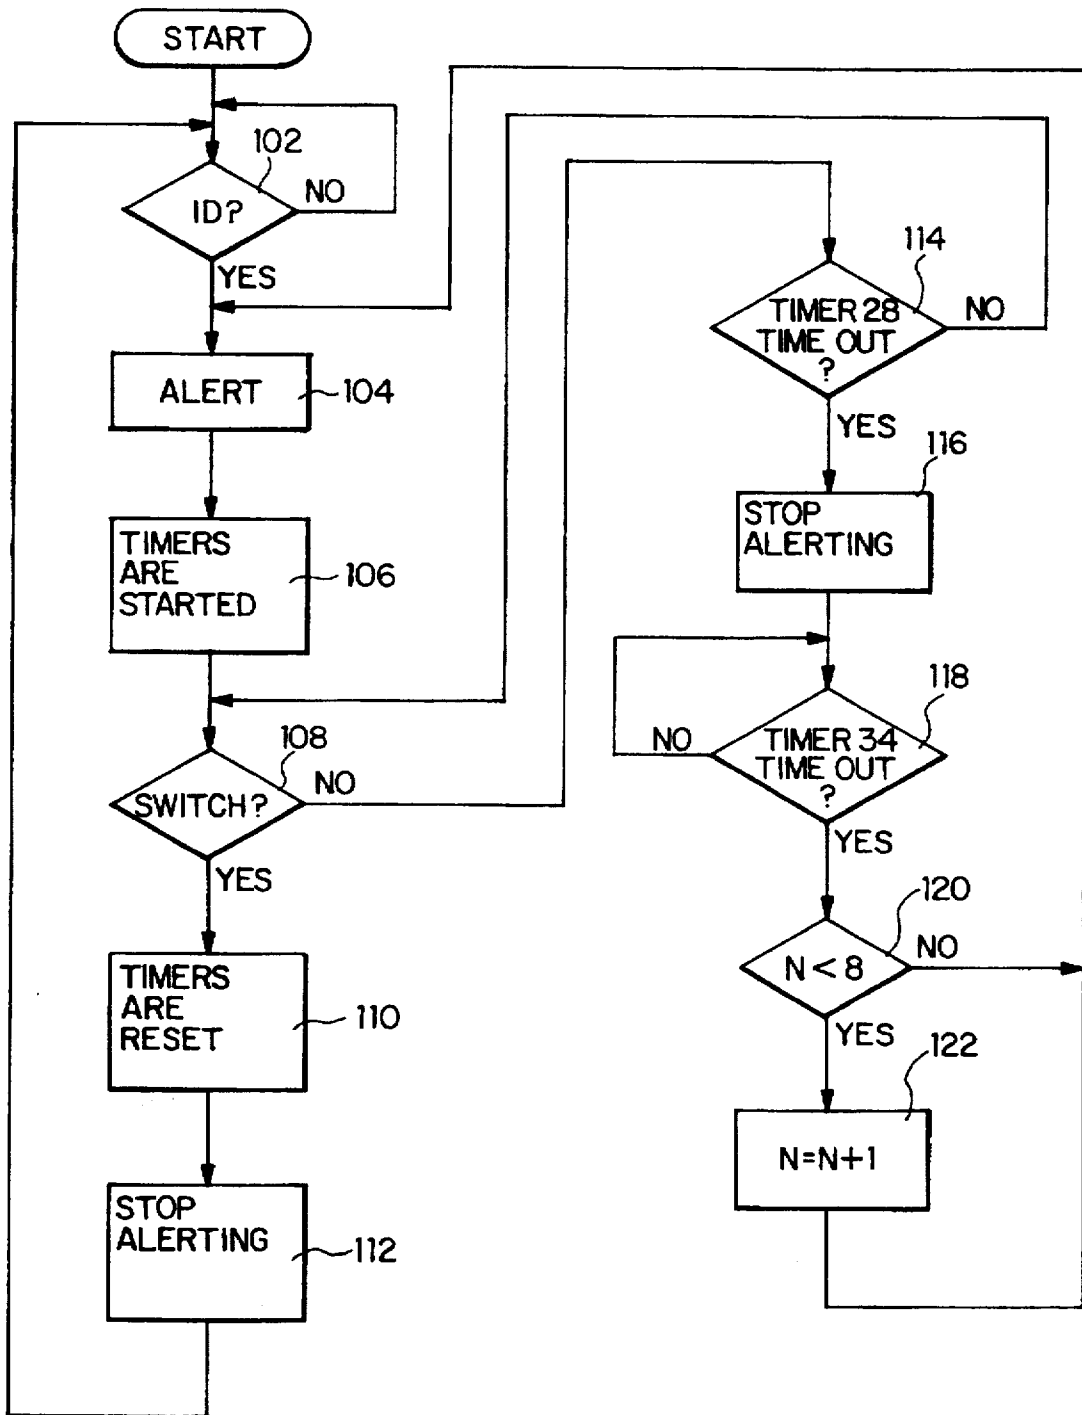 START
102
ID?
NO
YES
ALERT
104
TIMERS
ARE
STARTED
106
108
SWITCH?
NO
YES
TIMERS
ARE
RESET
110
STOP
ALERTING
112
114
TIMER 28
TIME OUT
?
NO
YES
116
STOP
ALERTING
118
NO
TIMER 34
TIME OUT
?
YES
120
N < 8
NO
YES
122
N=N+1